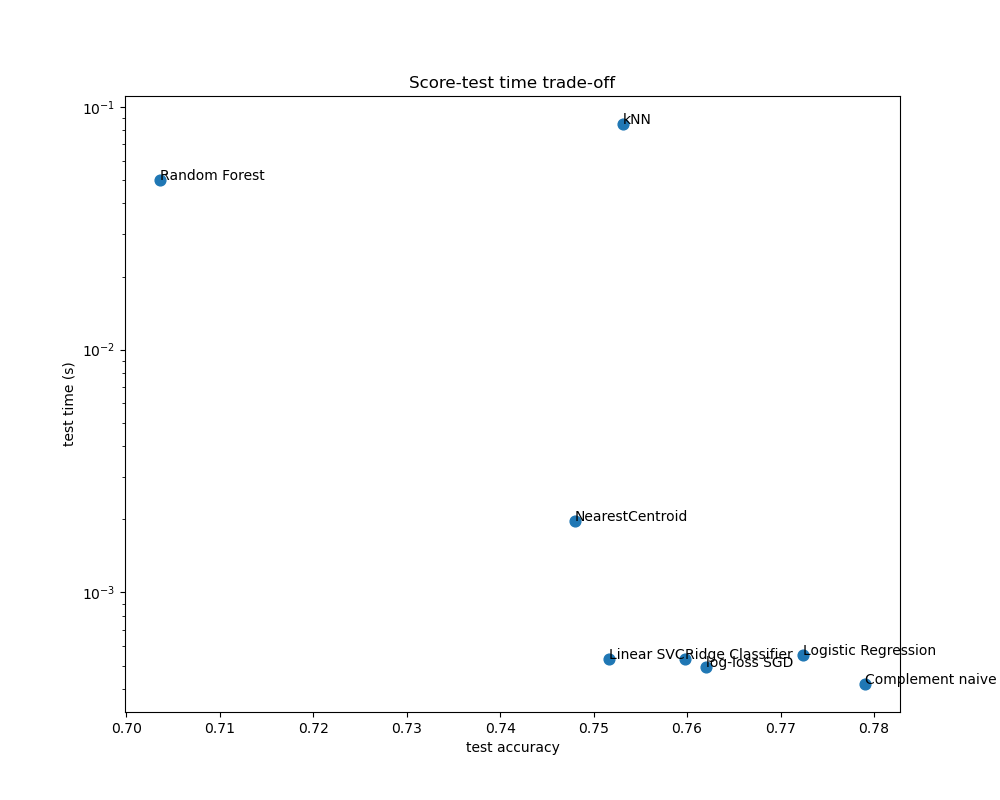 Score-test time trade-off
10⁻¹
kNN
Random Forest
10⁻²
test time (s)
NearestCentroid
10⁻³
Linear SVC
Ridge Classifier
log-loss SGD
Logistic Regression
Complement naive
0.70 0.71 0.72 0.73 0.74 0.75 0.76 0.77 0.78
test accuracy